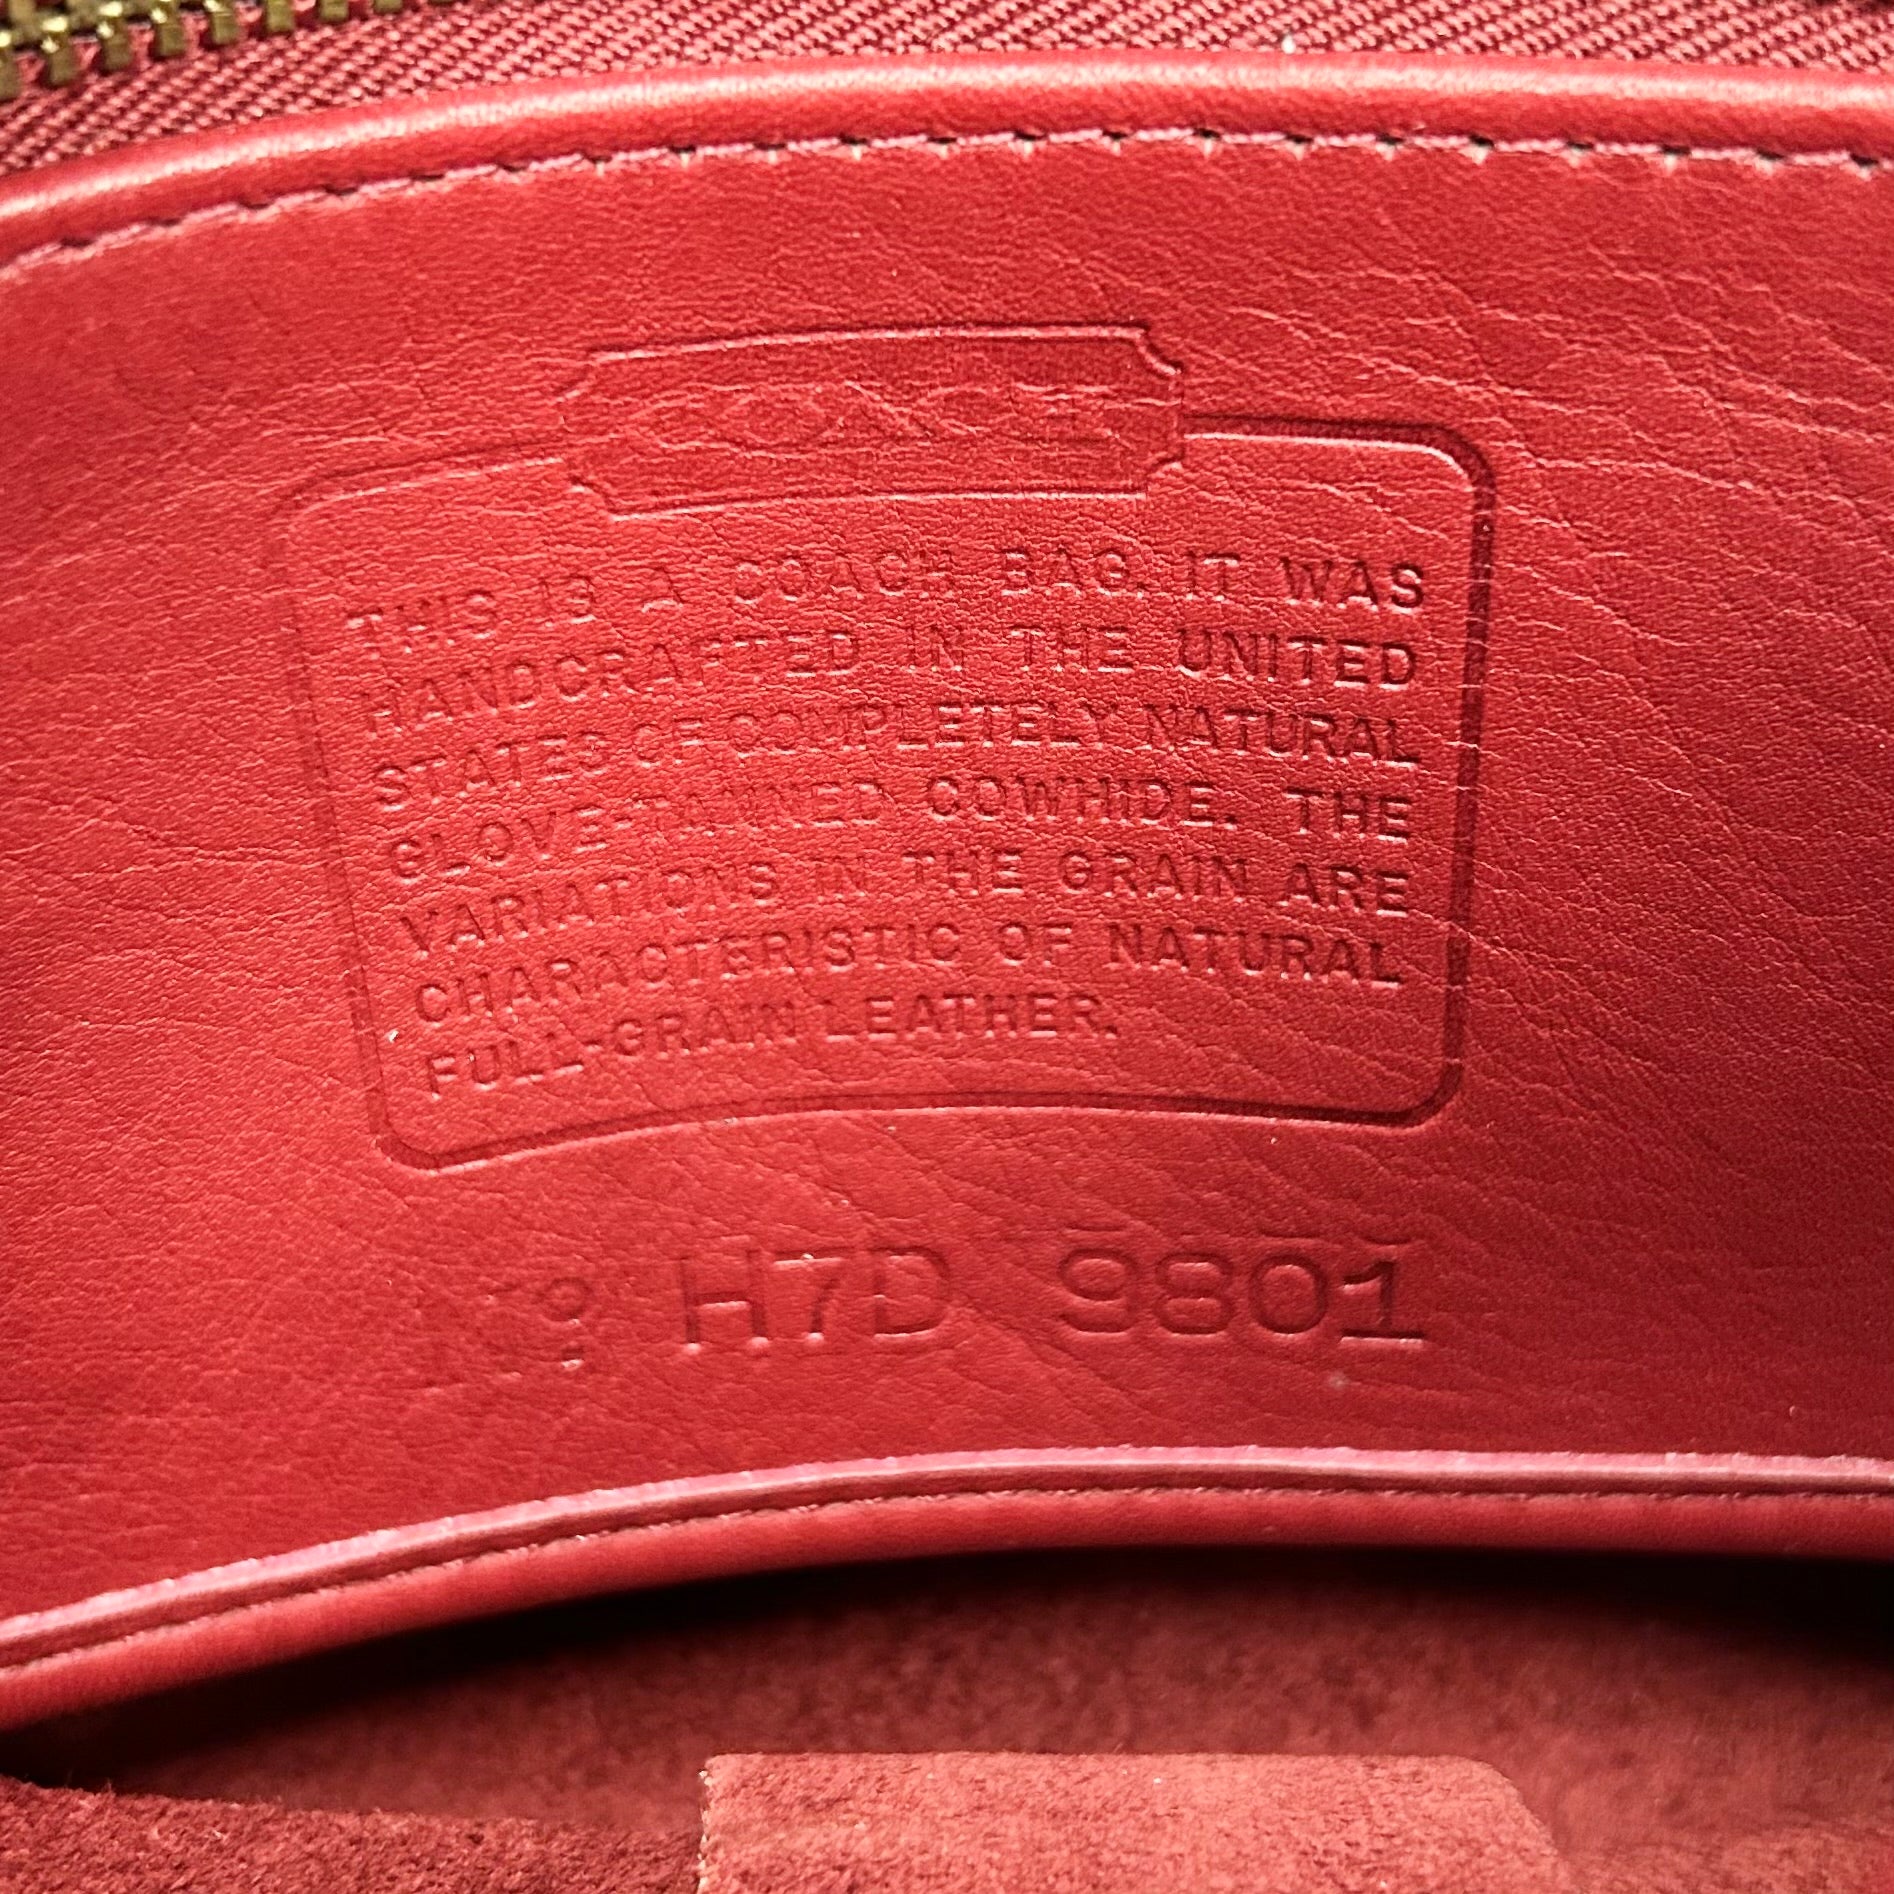 COACH
THIS IS A COACH BAG. IT WAS
HANDCRAFTED IN THE UNITED
STATES OF COMPLETELY NATURAL
GLOVE-TANNED COWHIDE. THE
VARIATIONS IN THE GRAIN ARE
CHARACTERISTIC OF NATURAL
FULL-GRAIN LEATHER.
No H7D 9801